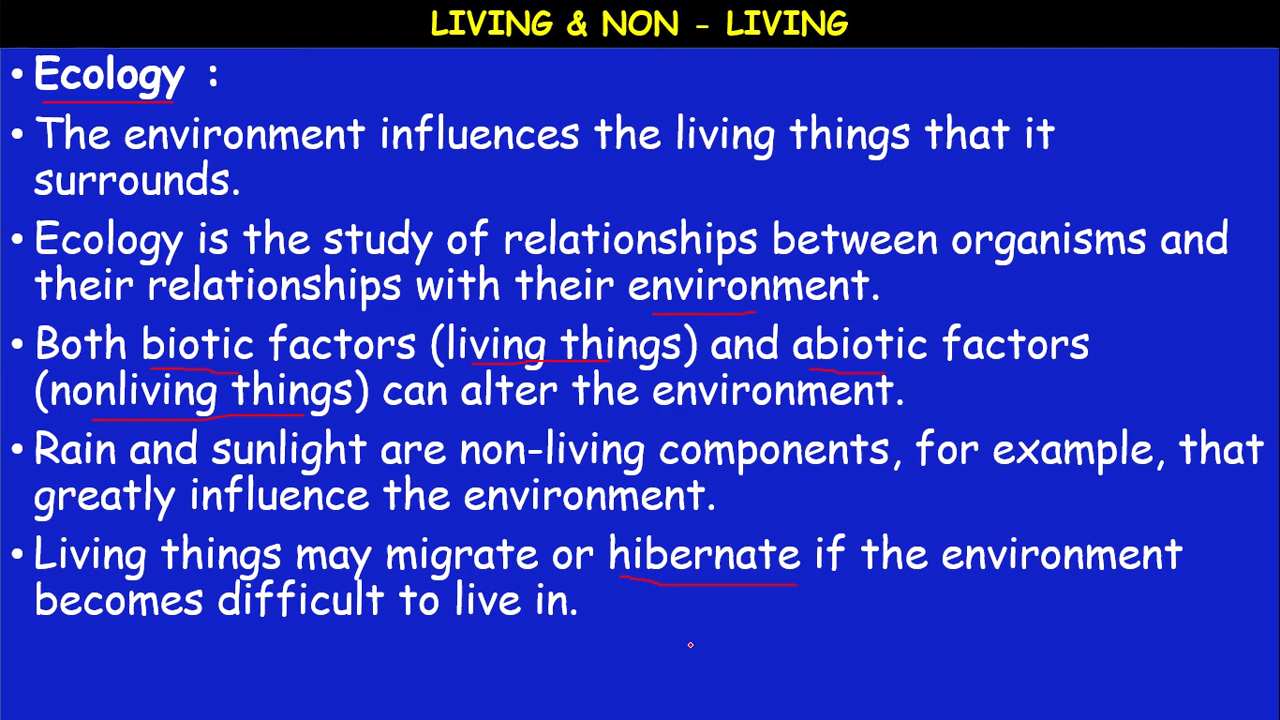 LIVING & NON - LIVING
• Ecology :
• The environment influences the living things that it
surrounds.
• Ecology is the study of relationships between organisms and
their relationships with their environment.
• Both biotic factors (living things) and abiotic factors
(nonliving things) can alter the environment.
• Rain and sunlight are non-living components, for example, that
greatly influence the environment.
• Living things may migrate or hibernate if the environment
becomes difficult to live in.